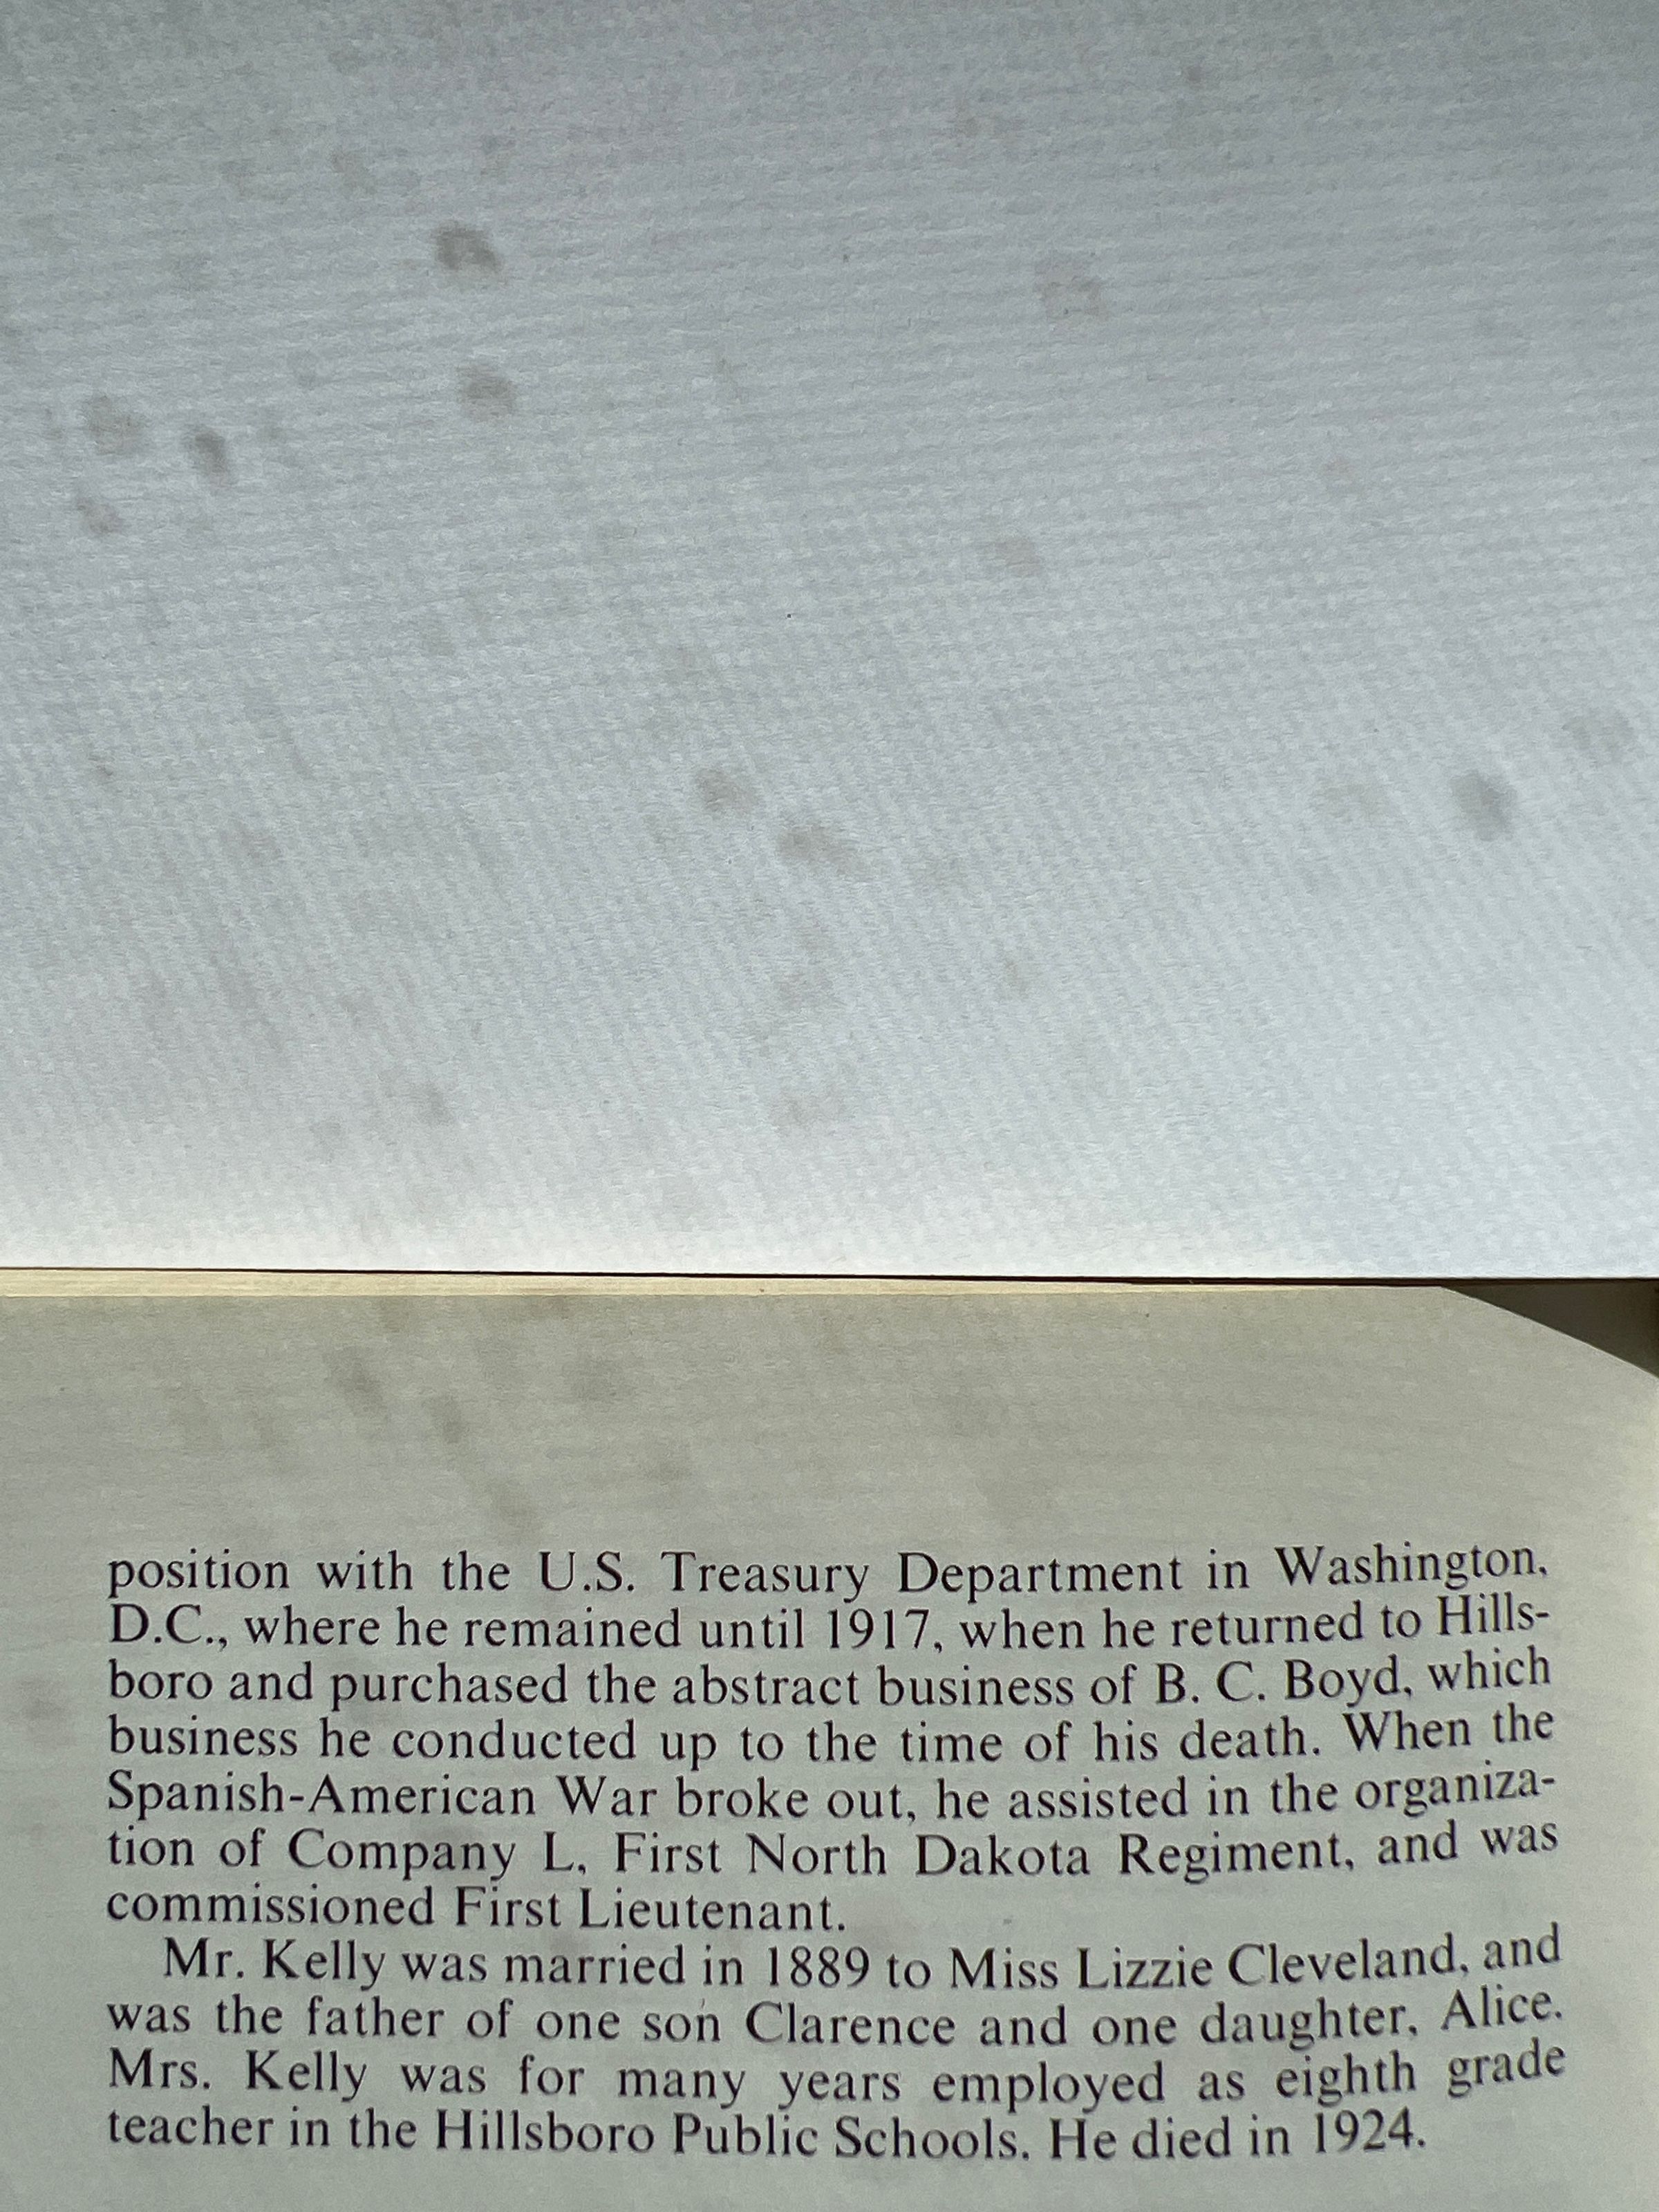 position with the U.S. Treasury Department in Washington,
D.C., where he remained until 1917, when he returned to Hills-
boro and purchased the abstract business of B. C. Boyd, which
business he conducted up to the time of his death. When the
Spanish-American War broke out, he assisted in the organiza-
tion of Company L, First North Dakota Regiment, and was
commissioned First Lieutenant.
Mr. Kelly was married in 1889 to Miss Lizzie Cleveland, and
was the father of one son Clarence and one daughter, Alice.
Mrs. Kelly was for many years employed as eighth grade
teacher in the Hillsboro Public Schools. He died in 1924.